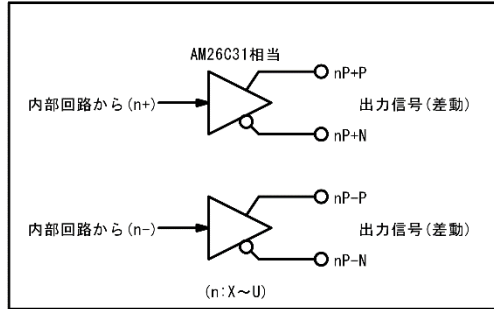 AM26C31相当
nP+P
内部回路から(n+)
出力信号(差動)
nP+N
nP-P
内部回路から(n-)
出力信号(差動)
nP-N
(n:X~U)